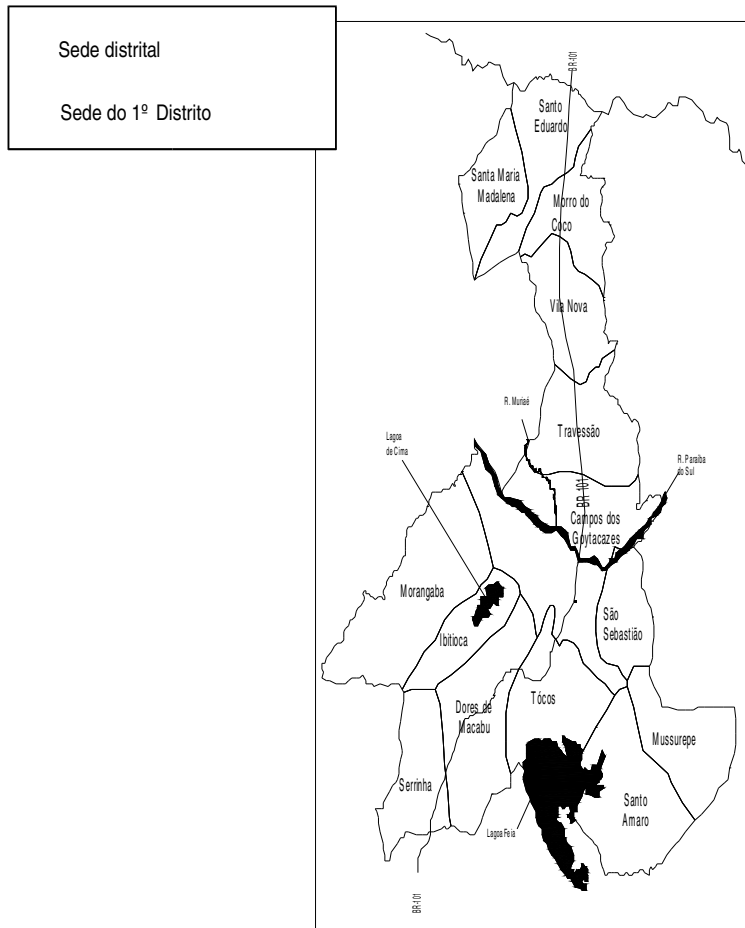 Sede distrital
Sede do 1º Distrito
BR-101
Santo
Eduardo
Santa Maria
Madalena
Morro do
Coco
Vila Nova
R. Muriaé
Travessão
Lagoa
de Cima
R. Paraiba
do Sul
BR 101
Campos dos
Goytacazes
Morangaba
São
Sebastião
Ibitioca
Tócos
Dores de
Macabu
Mussurepe
Serrinha
Santo
Amaro
Lagoa Feia
BR-101